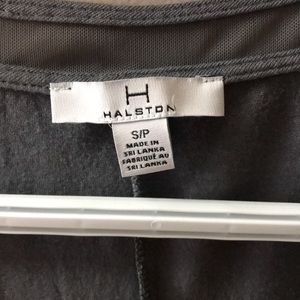 H
HALSTON
S/P
MADE IN
SRI LANKA
FABRIQUÉ AU
SRI LANKA